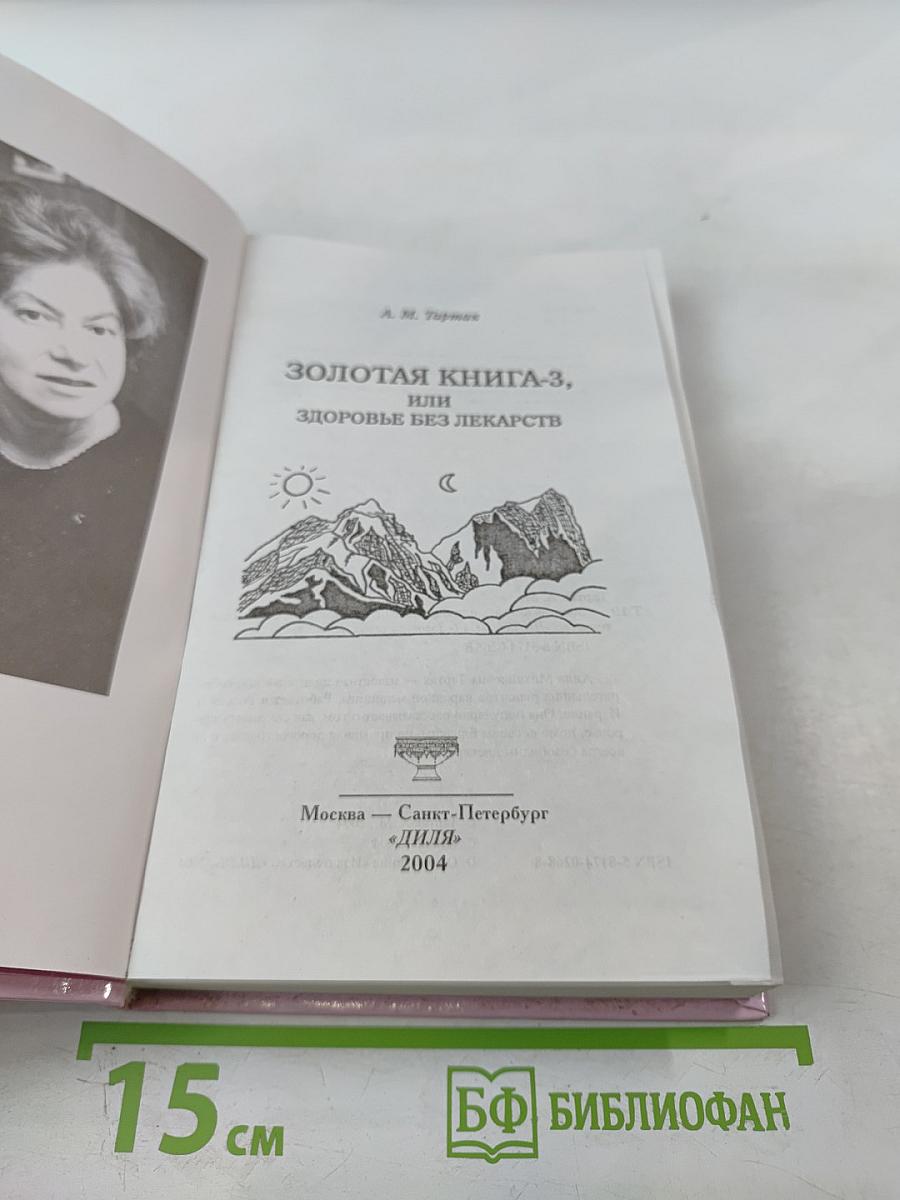 А. М. Тартак
ЗОЛОТАЯ КНИГА-3,
ИЛИ
ЗДОРОВЬЕ БЕЗ ЛЕКАРСТВ
Москва — Санкт-Петербург
«ДИЛЯ»
2004
15 см
БФ БИБЛИОФАН